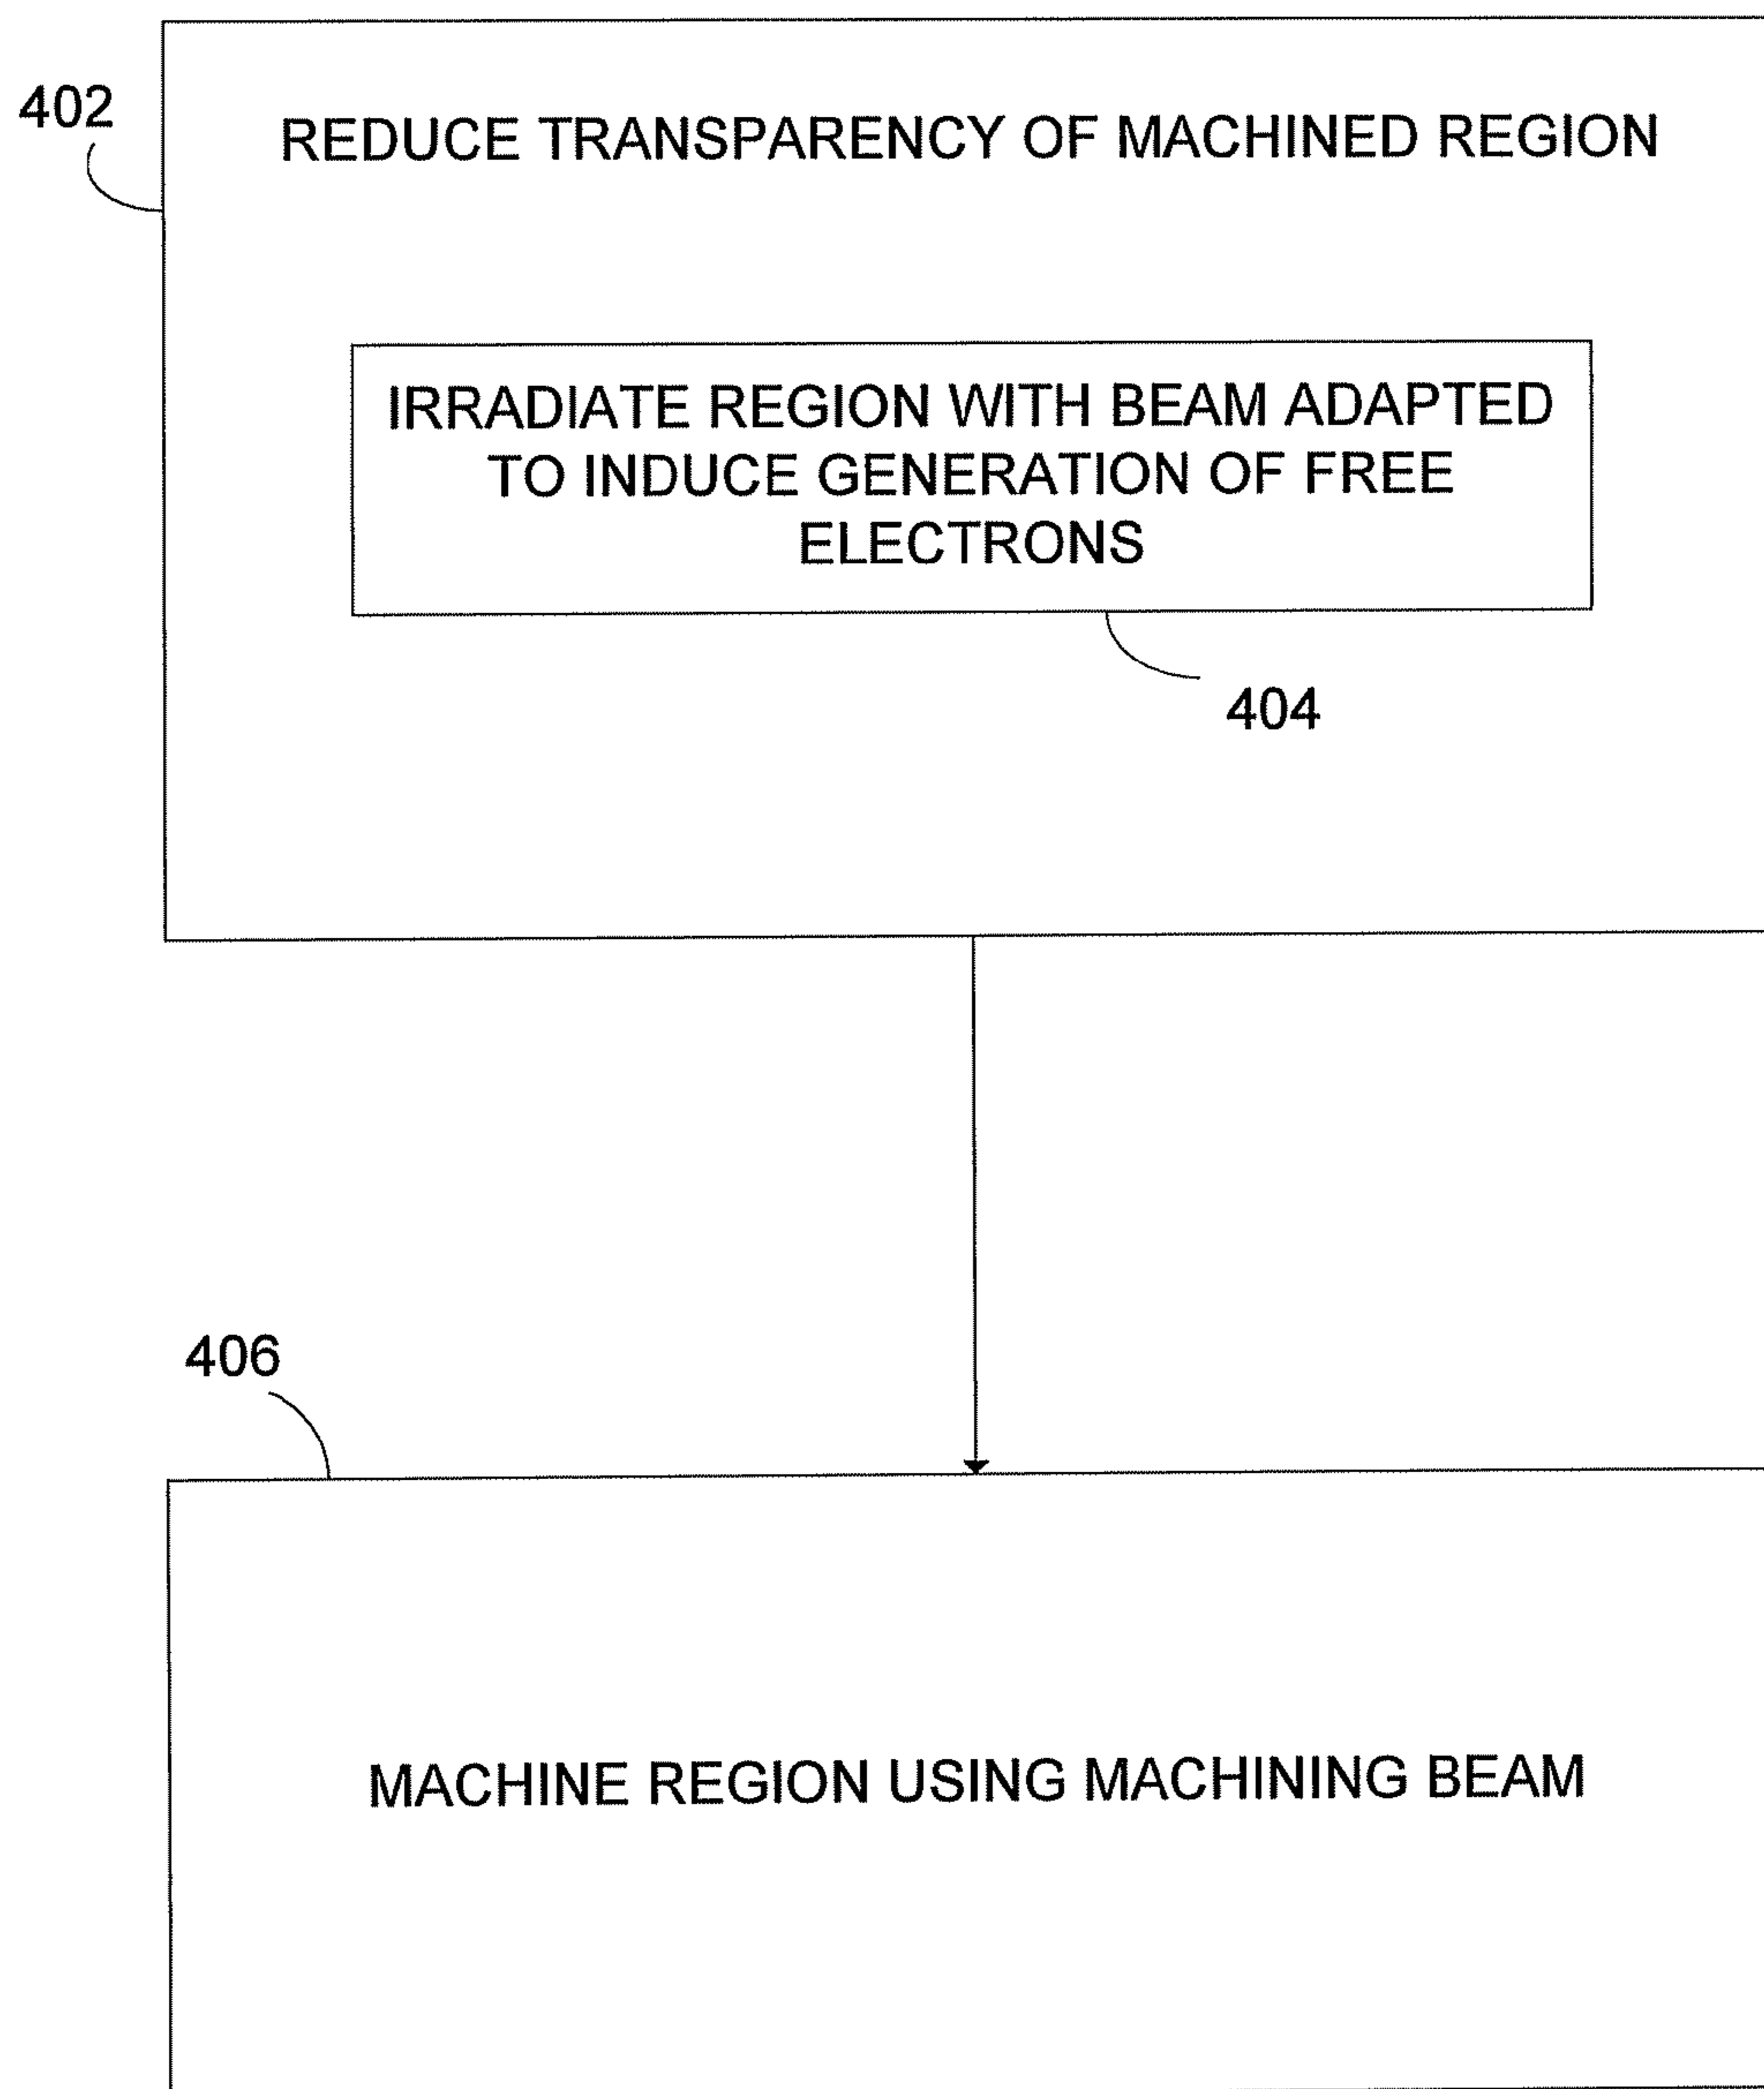 402
REDUCE TRANSPARENCY OF MACHINED REGION
IRRADIATE REGION WITH BEAM ADAPTED
TO INDUCE GENERATION OF FREE
ELECTRONS
404
406
MACHINE REGION USING MACHINING BEAM